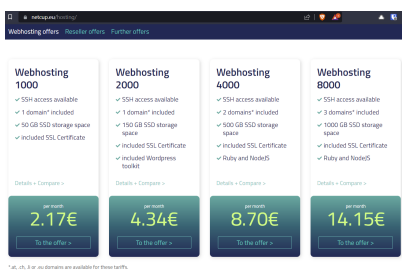 netcup.eu/hosting/
Webhosting offers Reseller offers Further offers
Webhosting
1000
✓ SSH access available
✓ 1 domain* included
✓ 50 GB SSD storage
space
✓ included SSL Certificate
Details + Compare >
per month
2.17€
To the offer >
Webhosting
2000
✓ SSH access available
✓ 1 domain* included
✓ 150 GB SSD storage
space
✓ included SSL Certificate
✓ included Wordpress
toolkit
Details + Compare >
per month
4.34€
To the offer >
Webhosting
4000
✓ SSH access available
✓ 2 domains* included
✓ 500 GB SSD storage
space
✓ included SSL Certificate
✓ Ruby and NodeJS
Details + Compare >
per month
8.70€
To the offer >
Webhosting
8000
✓ SSH access available
✓ 3 domains* included
✓ 1000 GB SSD storage
space
✓ included SSL Certificate
✓ Ruby and NodeJS
Details + Compare >
per month
14.15€
To the offer >
domains are available for these tariffs.